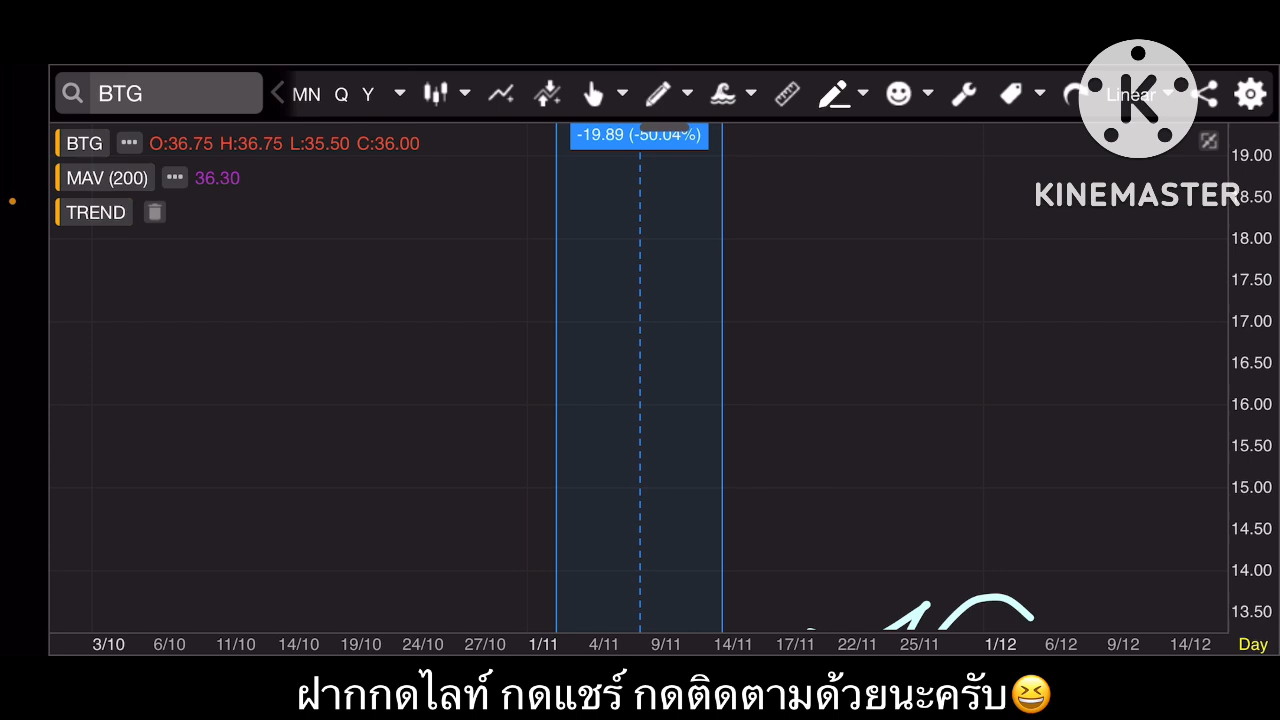 BTG MN Q Y Linear
KINEMASTER
-19.89 (-50.04%)
BTG ••• O:36.75 H:36.75 L:35.50 C:36.00
MAV (200) ••• 36.30
TREND
19.00
8.50
18.00
17.50
17.00
16.50
16.00
15.50
15.00
14.50
14.00
13.50
3/10 6/10 11/10 14/10 19/10 24/10 27/10 1/11 4/11 9/11 14/11 17/11 22/11 25/11 1/12 6/12 9/12 14/12 Day
ฝากกดไลท์ กดแชร์ กดติดตามด้วยนะครับ😆